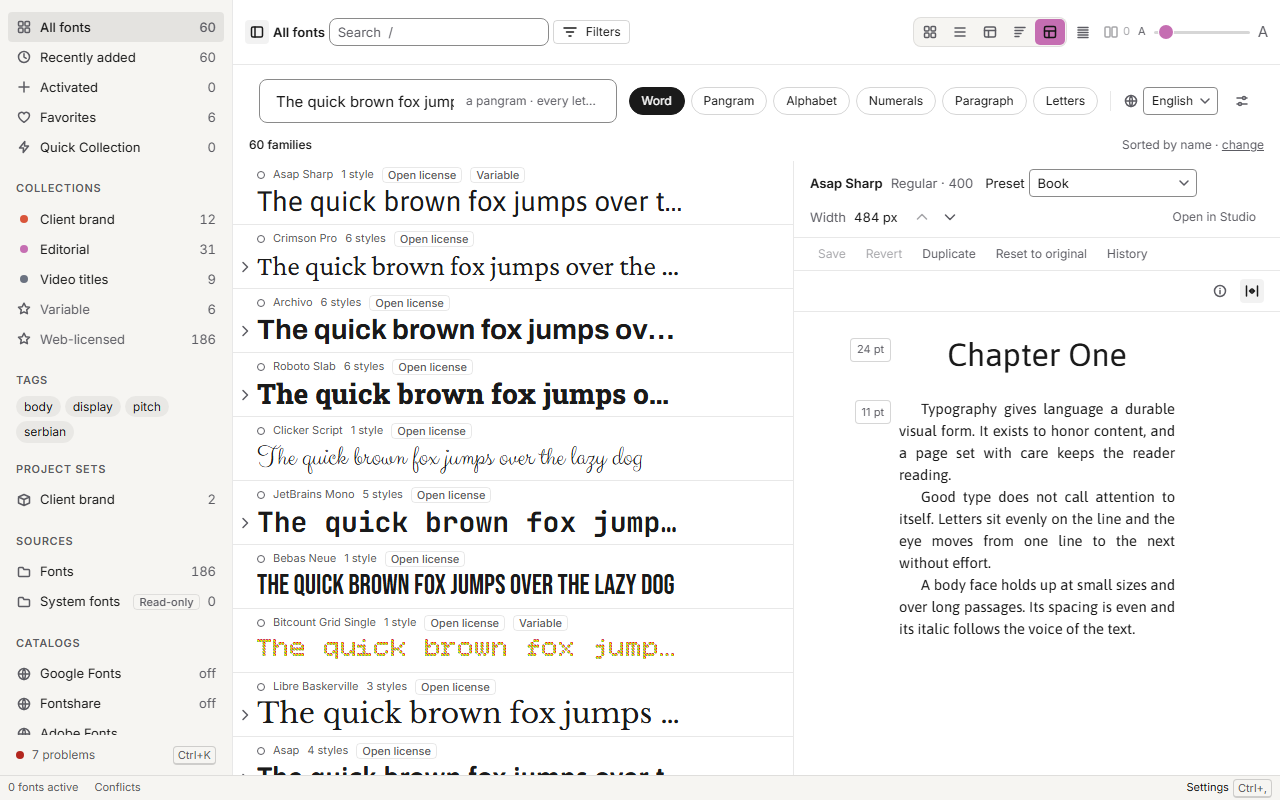 All fonts 60
Recently added 60
Activated 0
Favorites 6
Quick Collection 0
COLLECTIONS
Client brand 12
Editorial 31
Video titles 9
Variable 6
Web-licensed 186
TAGS
body display pitch
serbian
PROJECT SETS
Client brand 2
SOURCES
Fonts 186
System fonts Read-only 0
CATALOGS
Google Fonts off
Fontshare off
Adobe Fonts
7 problems Ctrl+K
All fonts Search / Filters 0 A A
The quick brown fox jump a pangram · every let… Word Pangram Alphabet Numerals Paragraph Letters English
60 families Sorted by name · change
Asap Sharp 1 style Open license Variable
The quick brown fox jumps over t…
Crimson Pro 6 styles Open license
The quick brown fox jumps over the …
Archivo 6 styles Open license
The quick brown fox jumps ov…
Roboto Slab 6 styles Open license
The quick brown fox jumps o…
Clicker Script 1 style Open license
The quick brown fox jumps over the lazy dog
JetBrains Mono 5 styles Open license
The quick brown fox jump…
Bebas Neue 1 style Open license
THE QUICK BROWN FOX JUMPS OVER THE LAZY DOG
Bitcount Grid Single 1 style Open license Variable
The quick brown fox jump…
Libre Baskerville 3 styles Open license
The quick brown fox jumps …
Asap 4 styles Open license
The quick brown fox jumps over t
Asap Sharp Regular · 400 Preset Book
Width 484 px Open in Studio
Save Revert Duplicate Reset to original History
24 pt Chapter One
11 pt Typography gives language a durable
visual form. It exists to honor content, and
a page set with care keeps the reader
reading.
Good type does not call attention to
itself. Letters sit evenly on the line and the
eye moves from one line to the next
without effort.
A body face holds up at small sizes and
over long passages. Its spacing is even and
its italic follows the voice of the text.
0 fonts active Conflicts Settings Ctrl+,